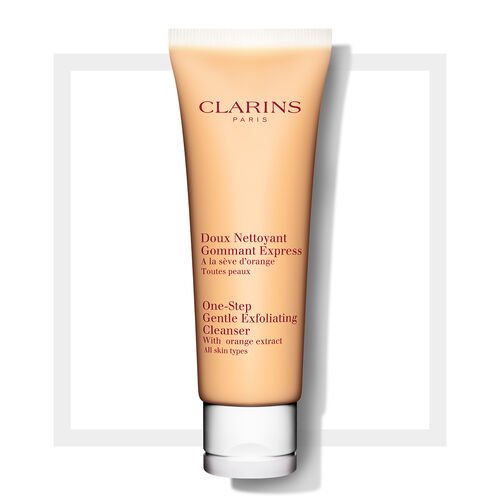 CLARINS
PARIS
Doux Nettoyant
Gommant Express
A la sève d'orange
Toutes peaux
One-Step
Gentle Exfoliating
Cleanser
With orange extract
All skin types